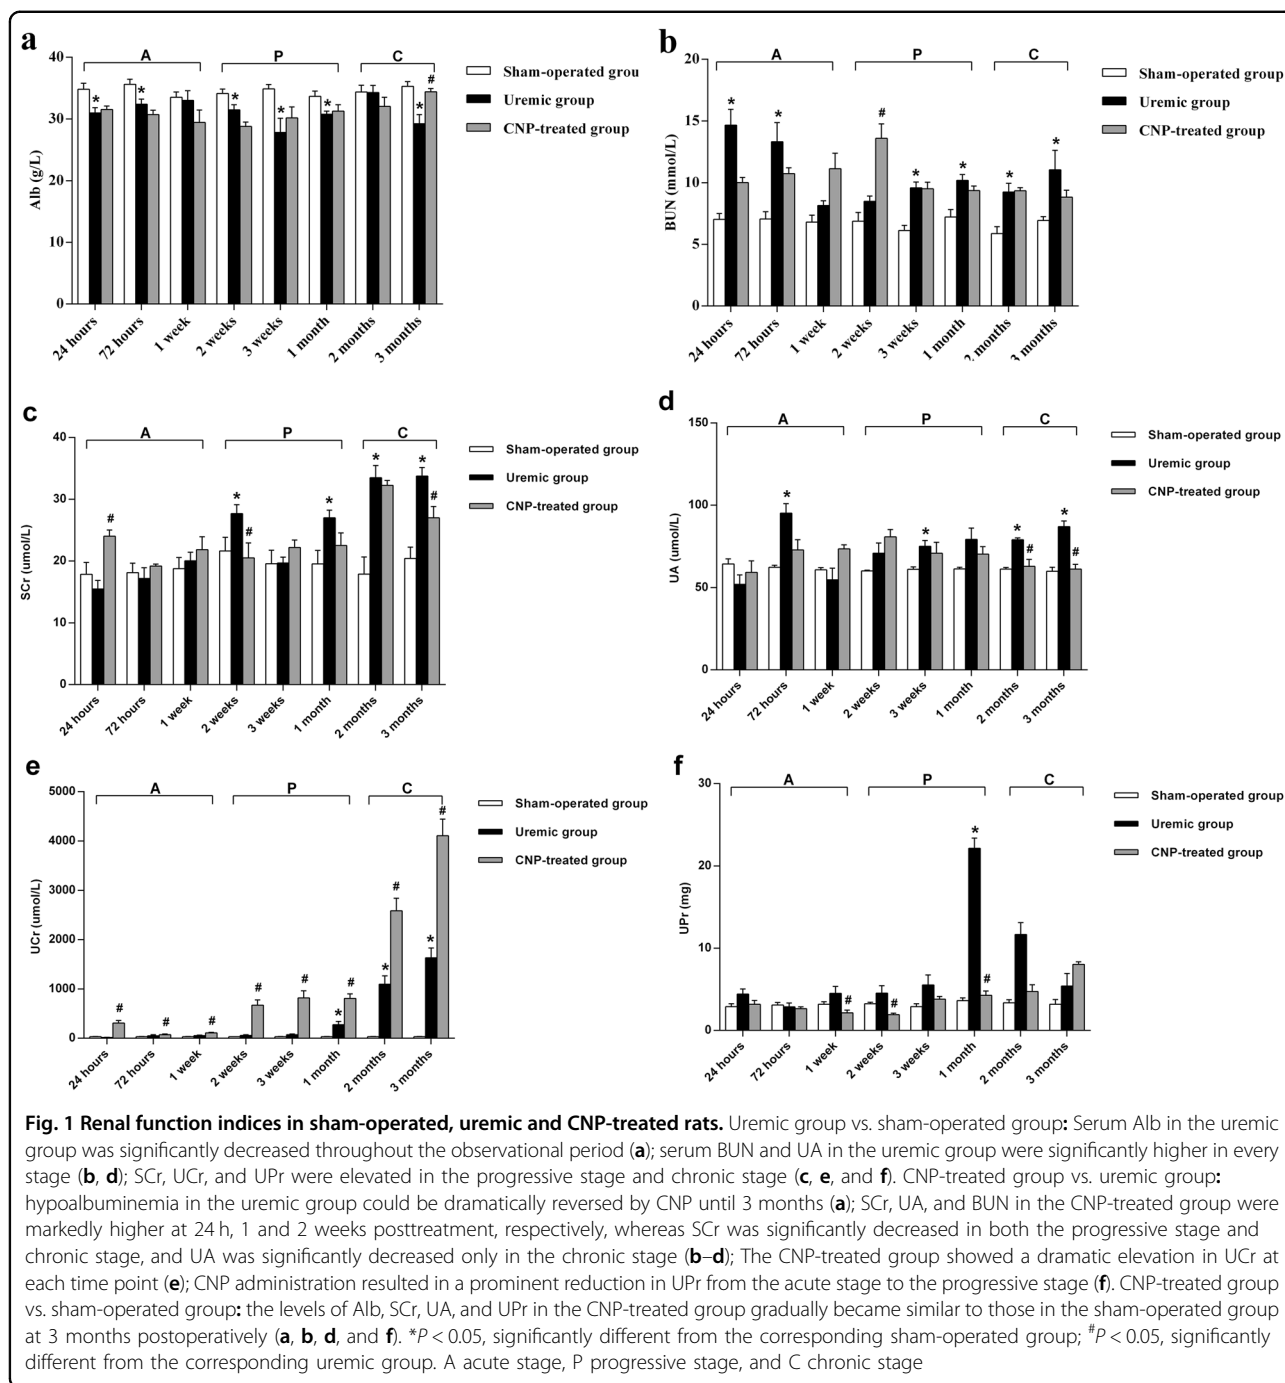 a
A P C
Sham-operated grou
Uremic group
CNP-treated group
Alb (g/L)
40
30
20
10
0
* * * * * * #
24 hours 72 hours 1 week 2 weeks 3 weeks 1 month 2 months 3 months
b
A P C
Sham-operated group
Uremic group
CNP-treated group
BUN (mmol/L)
20
15
10
5
0
* * # * * * *
24 hours 72 hours 1 week 2 weeks 3 weeks 1 month 2 months 3 months
c
A P C
Sham-operated group
Uremic group
CNP-treated group
SCr (umol/L)
40
30
20
10
0
# * # * * * #
24 hours 72 hours 1 week 2 weeks 3 weeks 1 month 2 months 3 months
d
A P C
Sham-operated group
Uremic group
CNP-treated group
UA (umol/L)
150
100
50
0
* * * # * #
24 hours 72 hours 1 week 2 weeks 3 weeks 1 month 2 months 3 months
e
A P C
Sham-operated group
Uremic group
CNP-treated group
UCr (umol/L)
5000
4000
3000
2000
1000
0
# # # # # * # * # * #
24 hours 72 hours 1 week 2 weeks 3 weeks 1 month 2 months 3 months
f
A P C
Sham-operated group
Uremic group
CNP-treated group
UPr (mg)
30
20
10
0
# # * #
24 hours 72 hours 1 week 2 weeks 3 weeks 1 month 2 months 3 months
Fig. 1 Renal function indices in sham-operated, uremic and CNP-treated rats. Uremic group vs. sham-operated group: Serum Alb in the uremic
group was significantly decreased throughout the observational period (a); serum BUN and UA in the uremic group were significantly higher in every
stage (b, d); SCr, UCr, and UPr were elevated in the progressive stage and chronic stage (c, e, and f). CNP-treated group vs. uremic group:
hypoalbuminemia in the uremic group could be dramatically reversed by CNP until 3 months (a); SCr, UA, and BUN in the CNP-treated group were
markedly higher at 24 h, 1 and 2 weeks posttreatment, respectively, whereas SCr was significantly decreased in both the progressive stage and
chronic stage, and UA was significantly decreased only in the chronic stage (b–d); The CNP-treated group showed a dramatic elevation in UCr at
each time point (e); CNP administration resulted in a prominent reduction in UPr from the acute stage to the progressive stage (f). CNP-treated group
vs. sham-operated group: the levels of Alb, SCr, UA, and UPr in the CNP-treated group gradually became similar to those in the sham-operated group
at 3 months postoperatively (a, b, d, and f). *P < 0.05, significantly different from the corresponding sham-operated group; #P < 0.05, significantly
different from the corresponding uremic group. A acute stage, P progressive stage, and C chronic stage